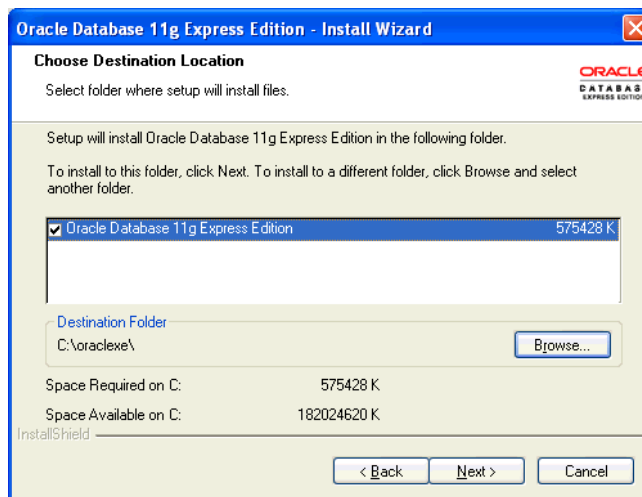 Oracle Database 11g Express Edition - Install Wizard
Choose Destination Location
Select folder where setup will install files.
ORACLE
DATABAS
EXPRESS EDITION
Setup will install Oracle Database 11g Express Edition in the following folder.
To install to this folder, click Next. To install to a different folder, click Browse and select
another folder.
Oracle Database 11g Express Edition 575428 K
Destination Folder
C:\oraclexe\
Browse...
Space Required on C: 575428 K
Space Available on C: 182024620 K
InstallShield
< Back Next > Cancel